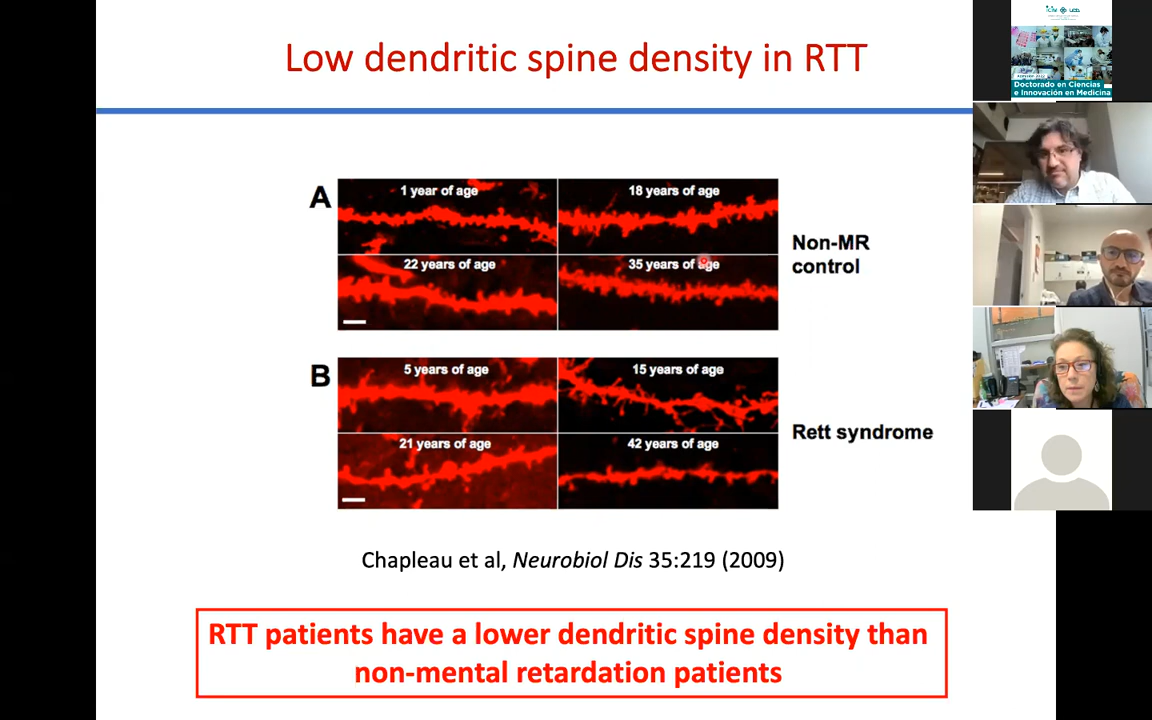 Low dendritic spine density in RTT
A
1 year of age
18 years of age
22 years of age
35 years of age
Non-MR
control
B
5 years of age
15 years of age
21 years of age
42 years of age
Rett syndrome
Chapleau et al, Neurobiol Dis 35:219 (2009)
RTT patients have a lower dendritic spine density than
non-mental retardation patients
Doctorado en Ciencias
e Innovación en Medicina